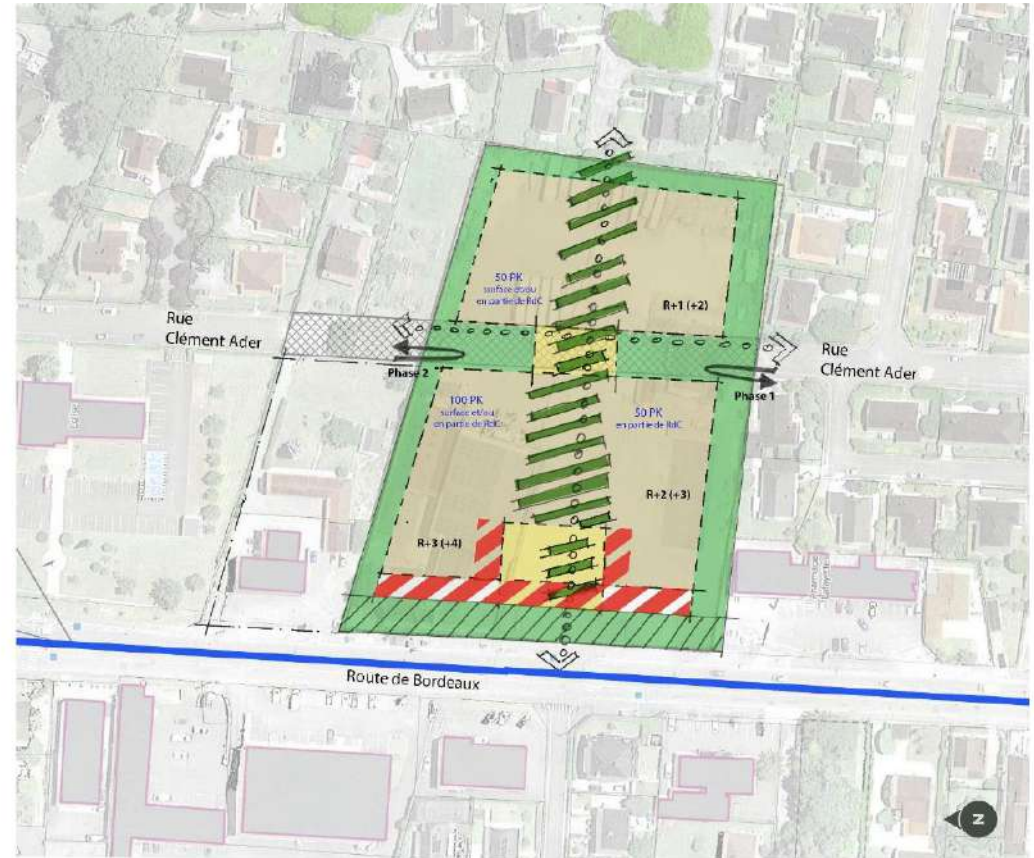 50 PK
surface et/ou
en partie de RdC
R+1 (+2)
Rue
Clément Ader
Rue
Clément Ader
Phase 2
Phase 1
100 PK
surface et/ou
en partie de RdC
50 PK
en partie de RdC
R+2 (+3)
R+3 (+4)
Route de Bordeaux
N